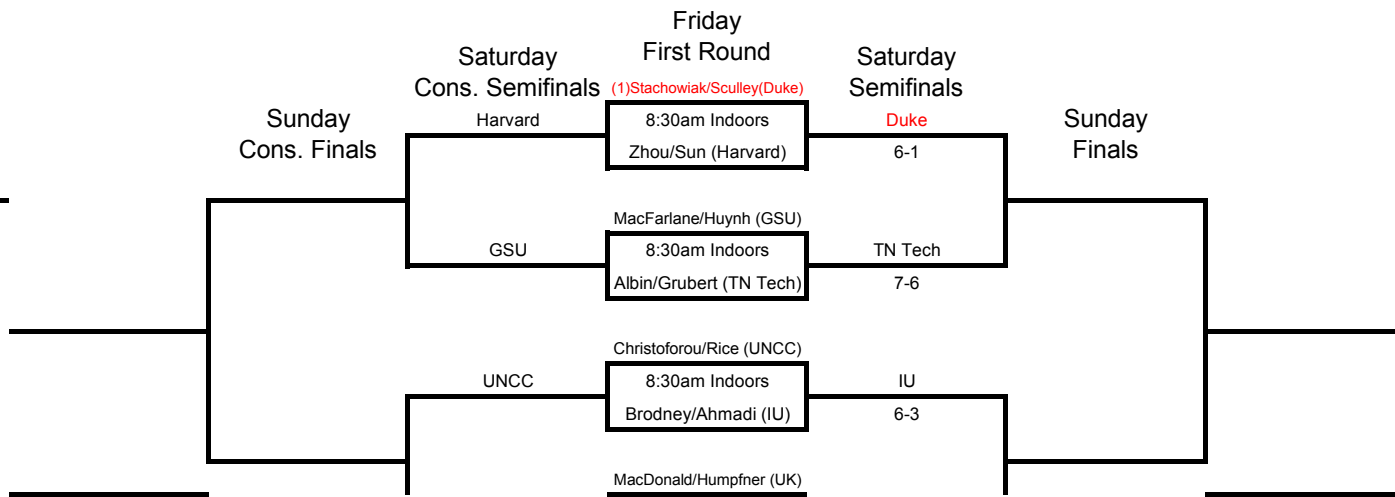 Friday
First Round
Saturday
Cons. Semifinals
(1)Stachowiak/Sculley(Duke)
Saturday
Semifinals
Sunday
Cons. Finals
Harvard
8:30am Indoors
Duke
Sunday
Finals
Zhou/Sun (Harvard)
6-1
MacFarlane/Huynh (GSU)
GSU
8:30am Indoors
TN Tech
Albin/Grubert (TN Tech)
7-6
Christoforou/Rice (UNCC)
UNCC
8:30am Indoors
IU
Brodney/Ahmadi (IU)
6-3
MacDonald/Humpfner (UK)